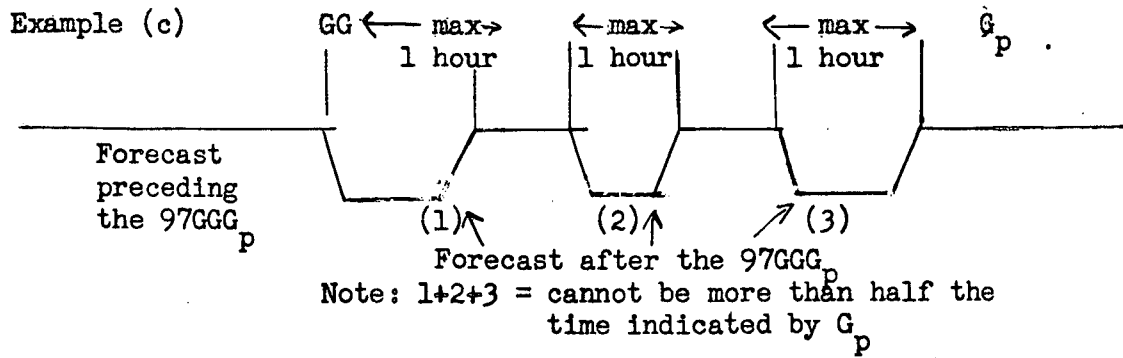 Example (c) GG ← max → ← max → ← max → Gp .
1 hour 1 hour 1 hour
Forecast
preceding
the 97GGGp
(1) (2) (3)
Forecast after the 97GGGp
Note: 1+2+3 = cannot be more than half the
time indicated by Gp